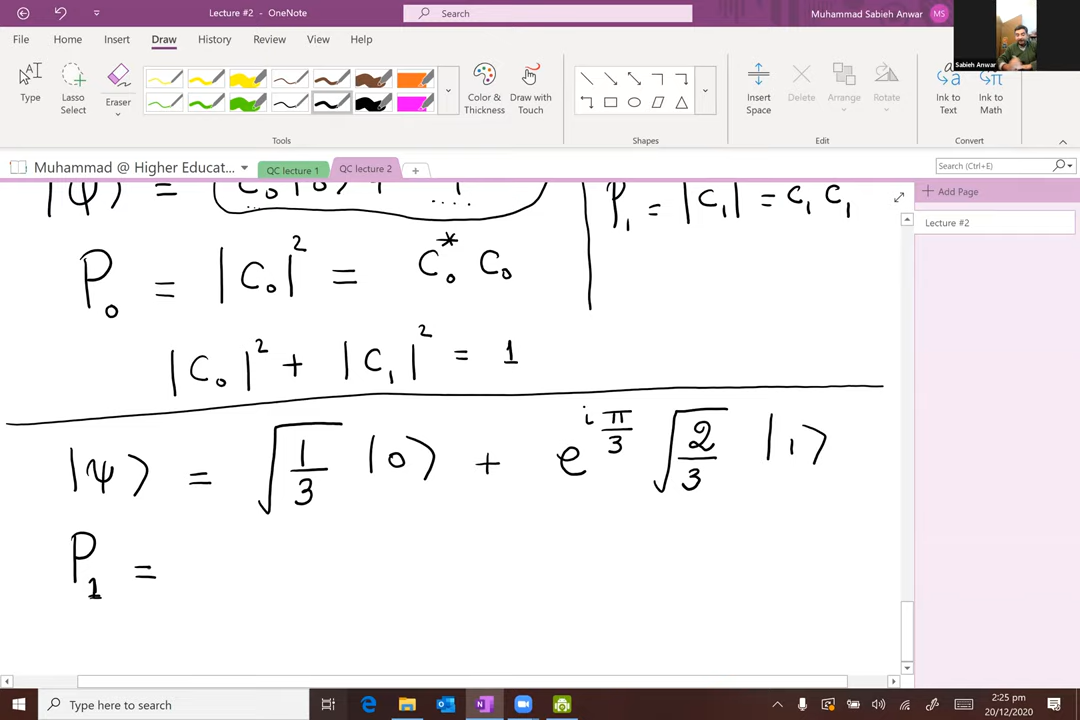 Lecture #2 - OneNote
Search
Muhammad Sabieh Anwar
MS
Sabieh Anwar
File Home Insert Draw History Review View Help
Type
Lasso Select
Eraser
Color & Thickness
Draw with Touch
Insert Space
Delete
Arrange
Rotate
Ink to Text
Ink to Math
Tools
Shapes
Edit
Convert
Muhammad @ Higher Educat...
QC lecture 1
QC lecture 2
Search (Ctrl+E)
Add Page
Lecture #2
|ψ⟩ =
P₁ = |C₁| = C₁ C₁
P₀ = |C₀|² = C₀* C₀
|C₀|² + |C₁|² = 1
|ψ⟩ = √(1/3) |0⟩ + e^(iπ/3) √(2/3) |1⟩
P₁ =
Type here to search
2:25 pm
20/12/2020